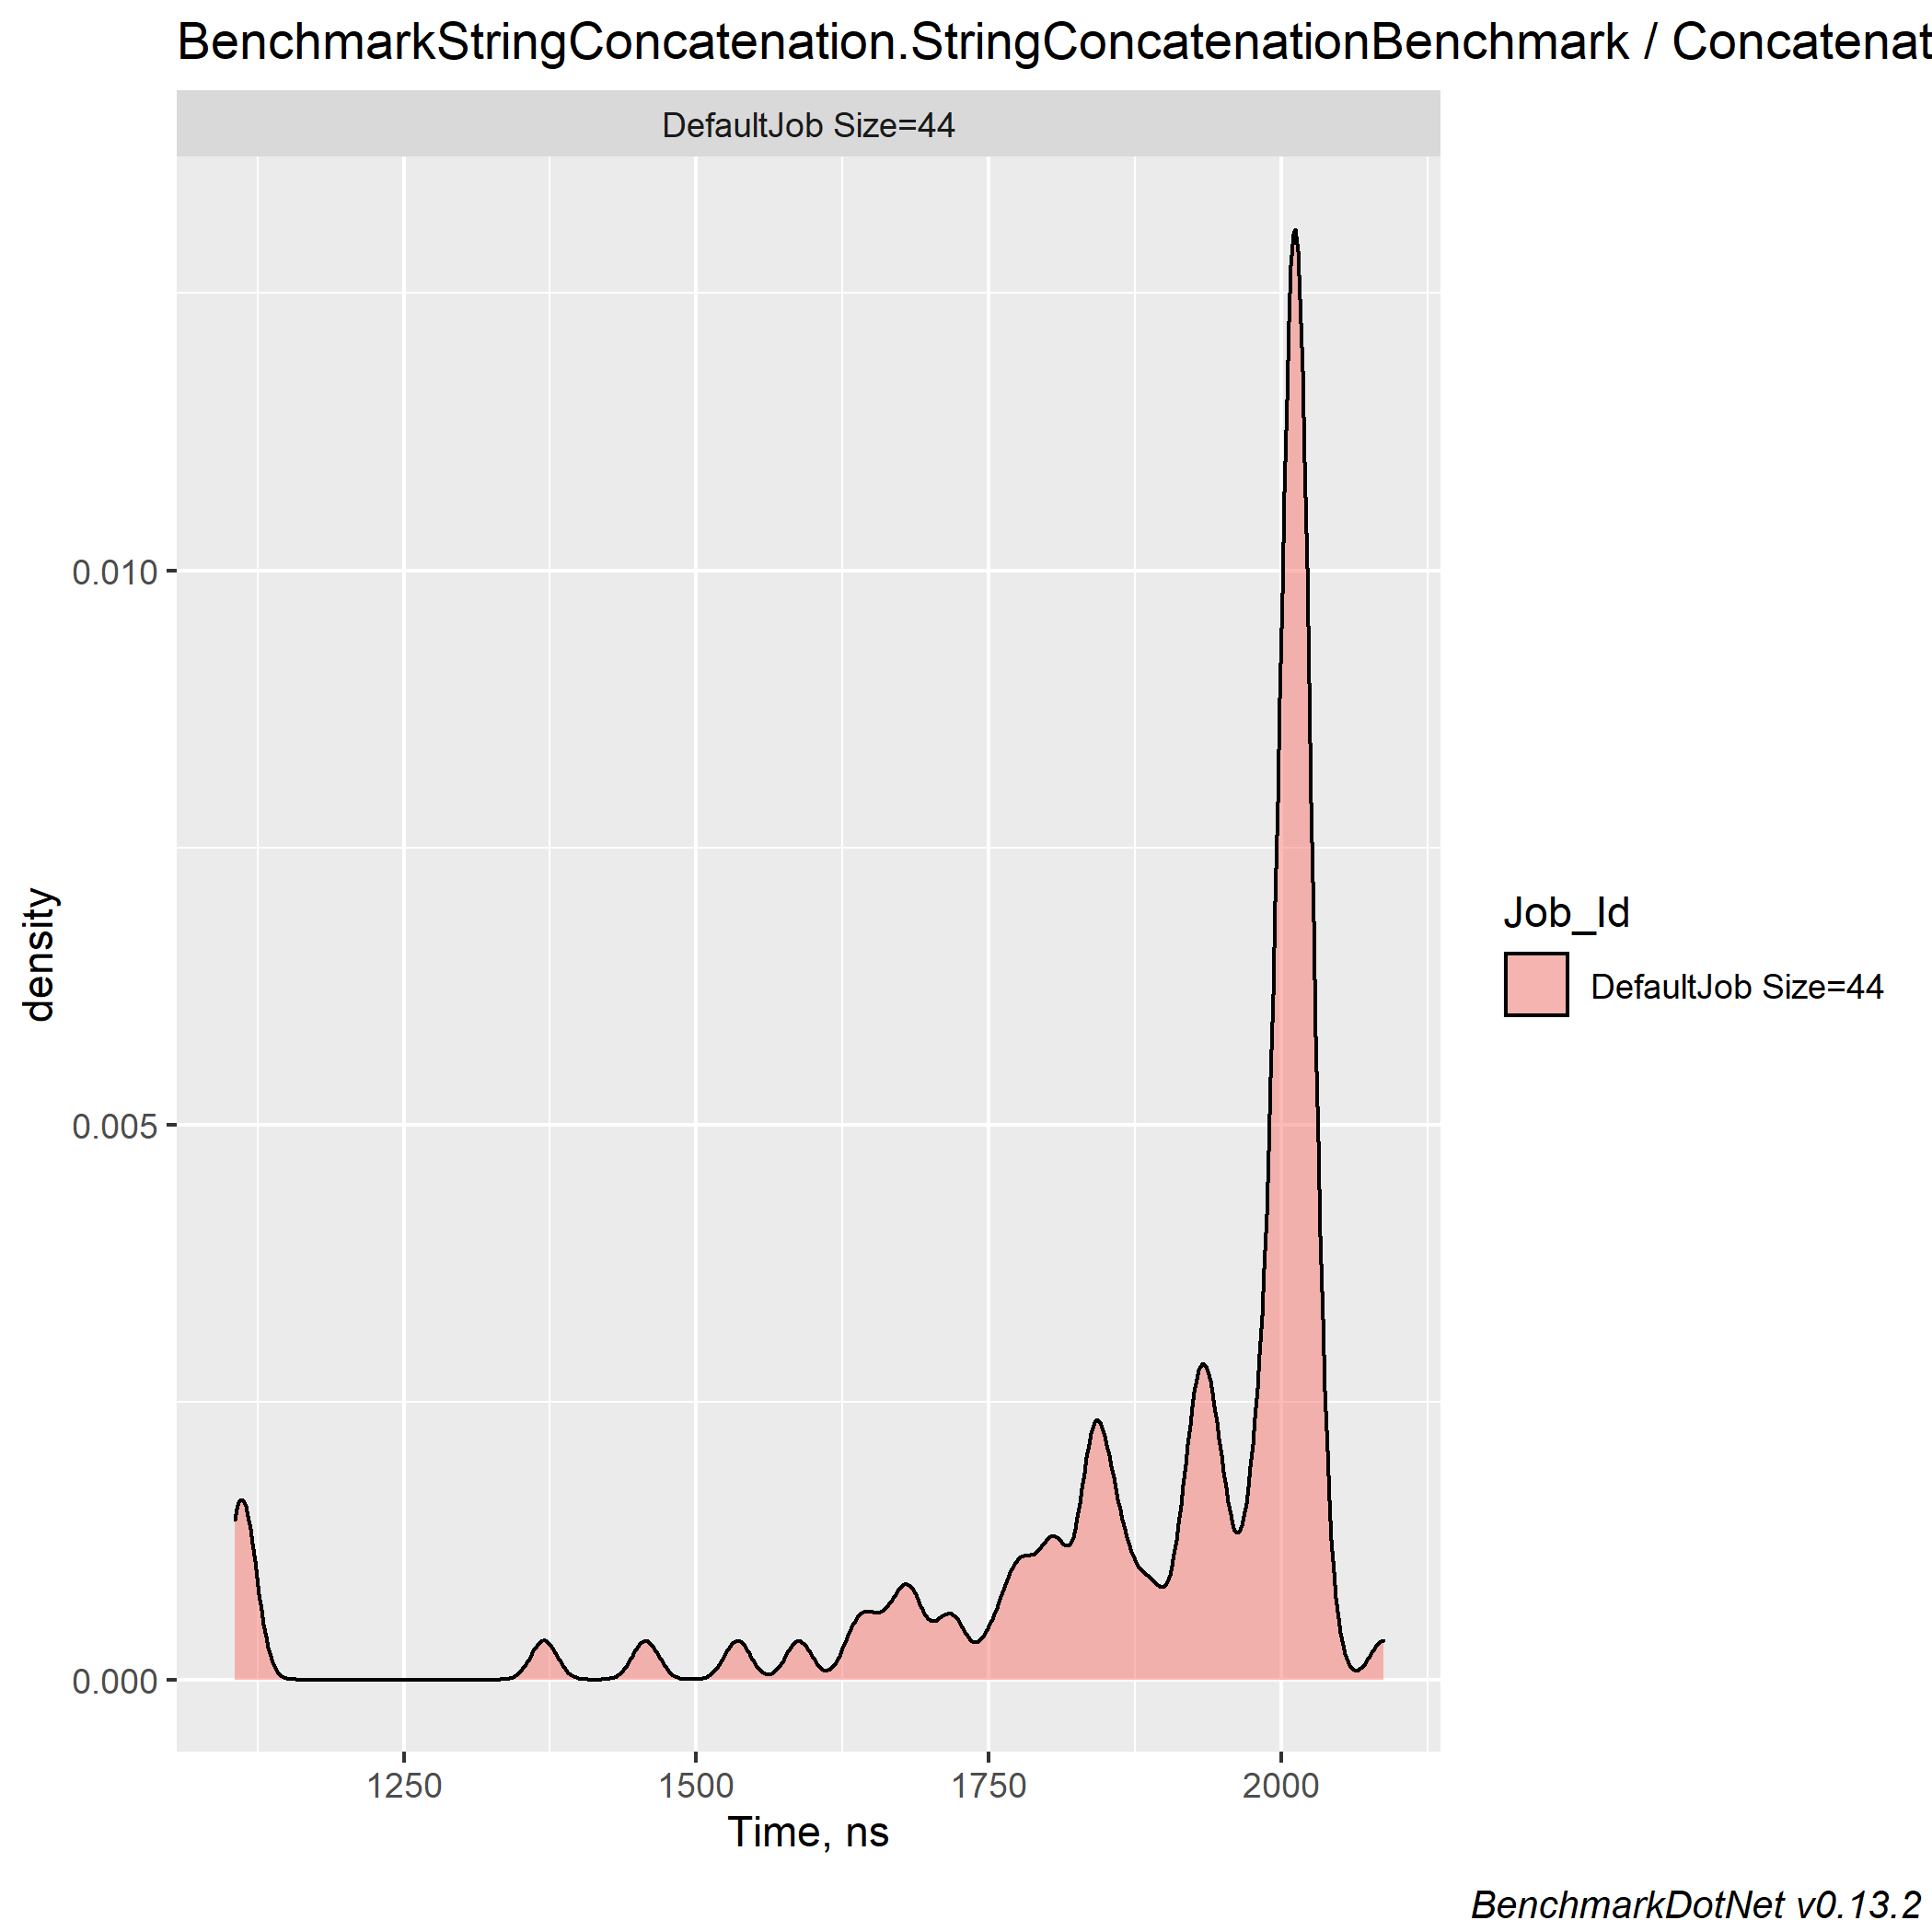 BenchmarkStringConcatenation.StringConcatenationBenchmark / Concatenat
DefaultJob Size=44
0.010
0.005
0.000
density
1250 1500 1750 2000
Time, ns
Job_Id
DefaultJob Size=44
BenchmarkDotNet v0.13.2